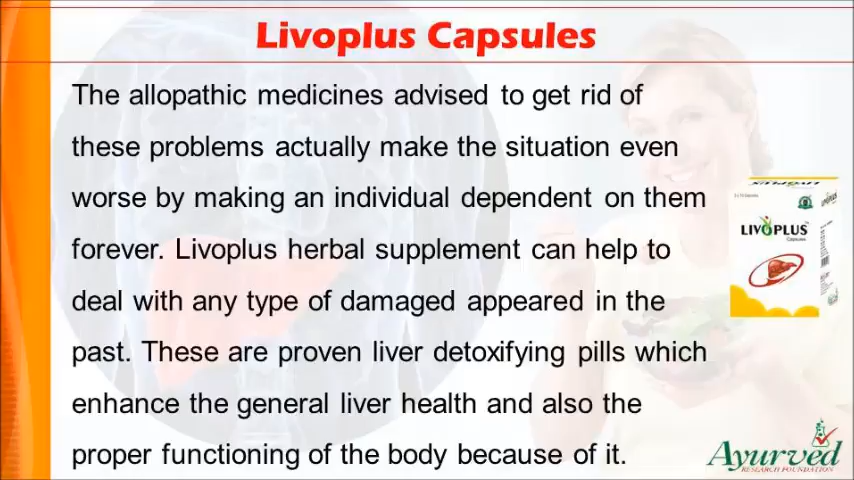 Livoplus Capsules
The allopathic medicines advised to get rid of
these problems actually make the situation even
worse by making an individual dependent on them
forever. Livoplus herbal supplement can help to
deal with any type of damaged appeared in the
past. These are proven liver detoxifying pills which
enhance the general liver health and also the
proper functioning of the body because of it.
LIVOPLUS
Capsules
Ayurved
RESEARCH FOUNDATION